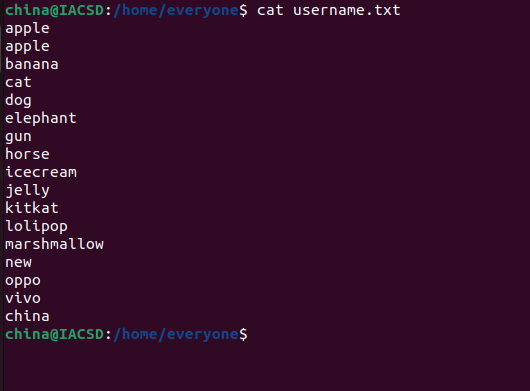 china@IACSD:/home/everyone$ cat username.txt
apple
apple
banana
cat
dog
elephant
gun
horse
icecream
jelly
kitkat
lolipop
marshmallow
new
oppo
vivo
china
china@IACSD:/home/everyone$